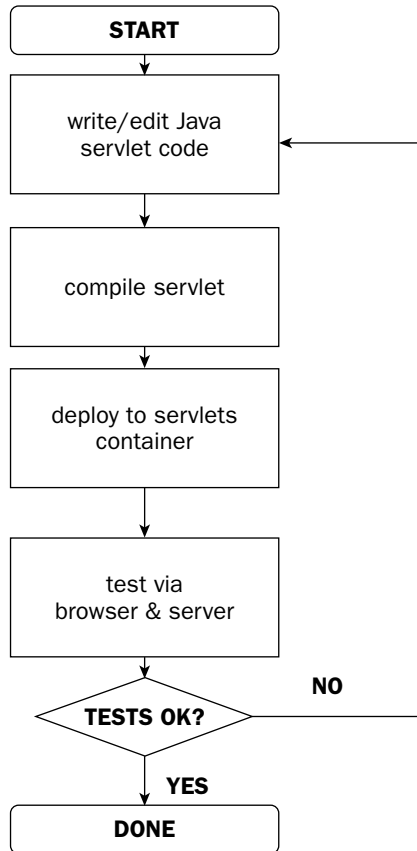 START
write/edit Java
servlet code
compile servlet
deploy to servlets
container
test via
browser & server
NO
TESTS OK?
YES
DONE